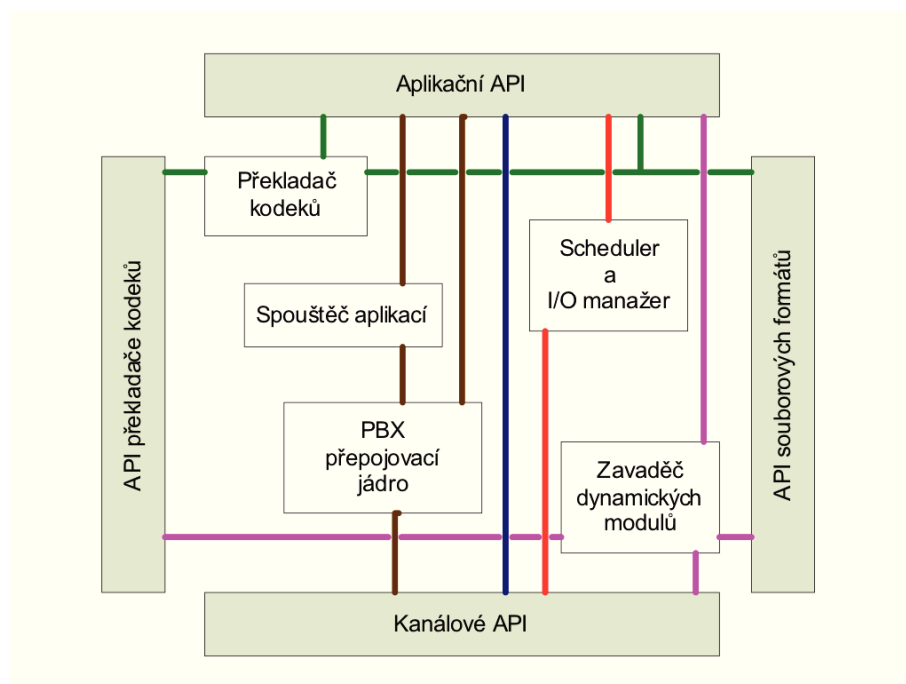 Aplikační API
Překladač
kodeků
Scheduler
a
I/O manažer
Spouštěč aplikací
API překladače kodeků
API souborových formátů
PBX
přepojovací
jádro
Zavaděč
dynamických
modulů
Kanálové API